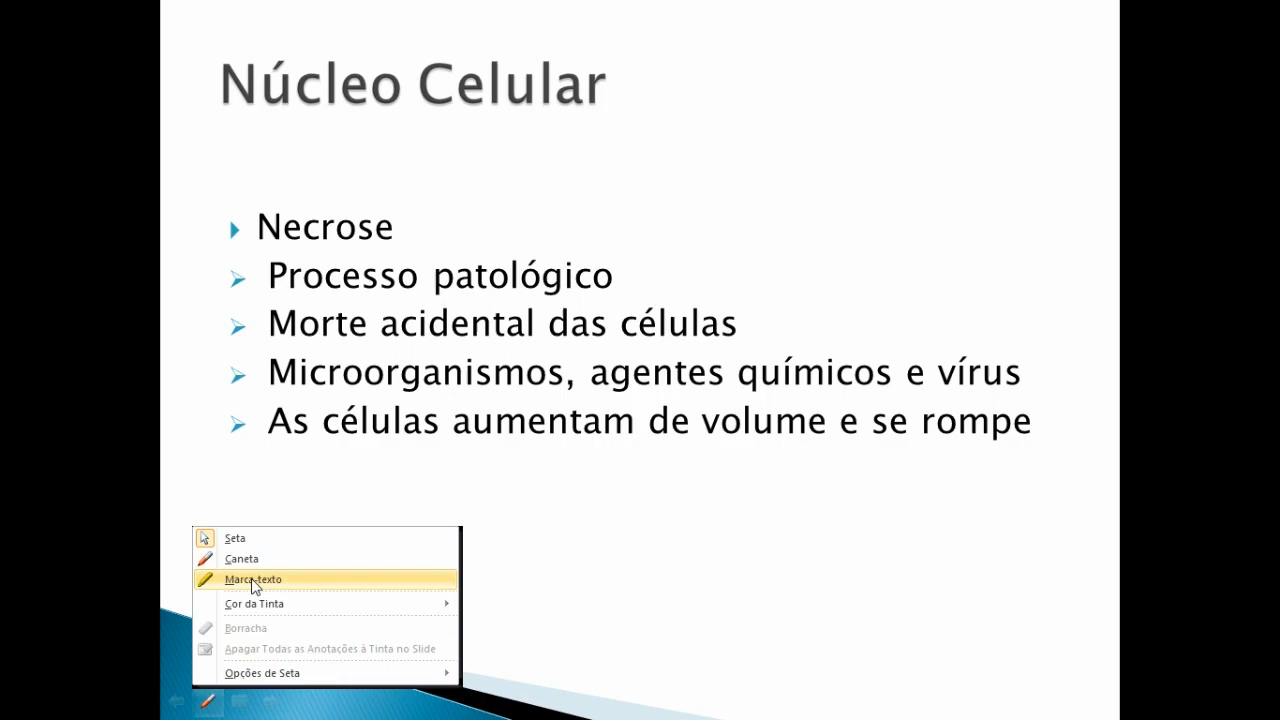 Núcleo Celular
Necrose
Processo patológico
Morte acidental das células
Microorganismos, agentes químicos e vírus
As células aumentam de volume e se rompe
Seta
Caneta
Marca-texto
Cor da Tinta
Borracha
Apagar Todas as Anotações à Tinta no Slide
Opções de Seta